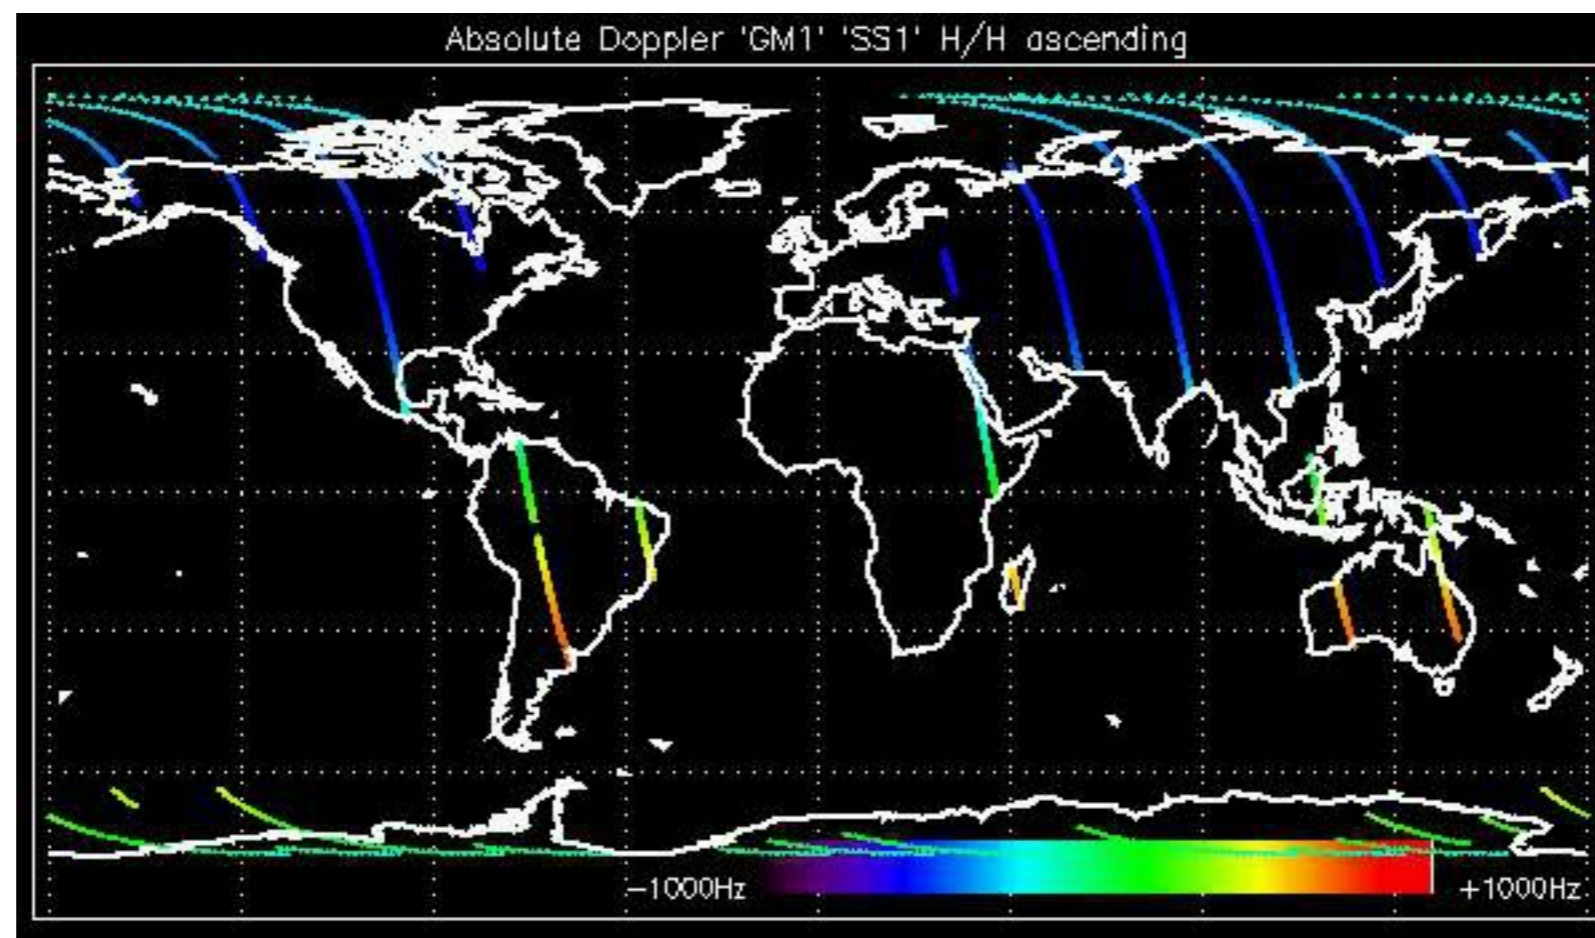 Absolute Doppler 'GM1' 'SS1' H/H ascending
−1000Hz
+1000Hz